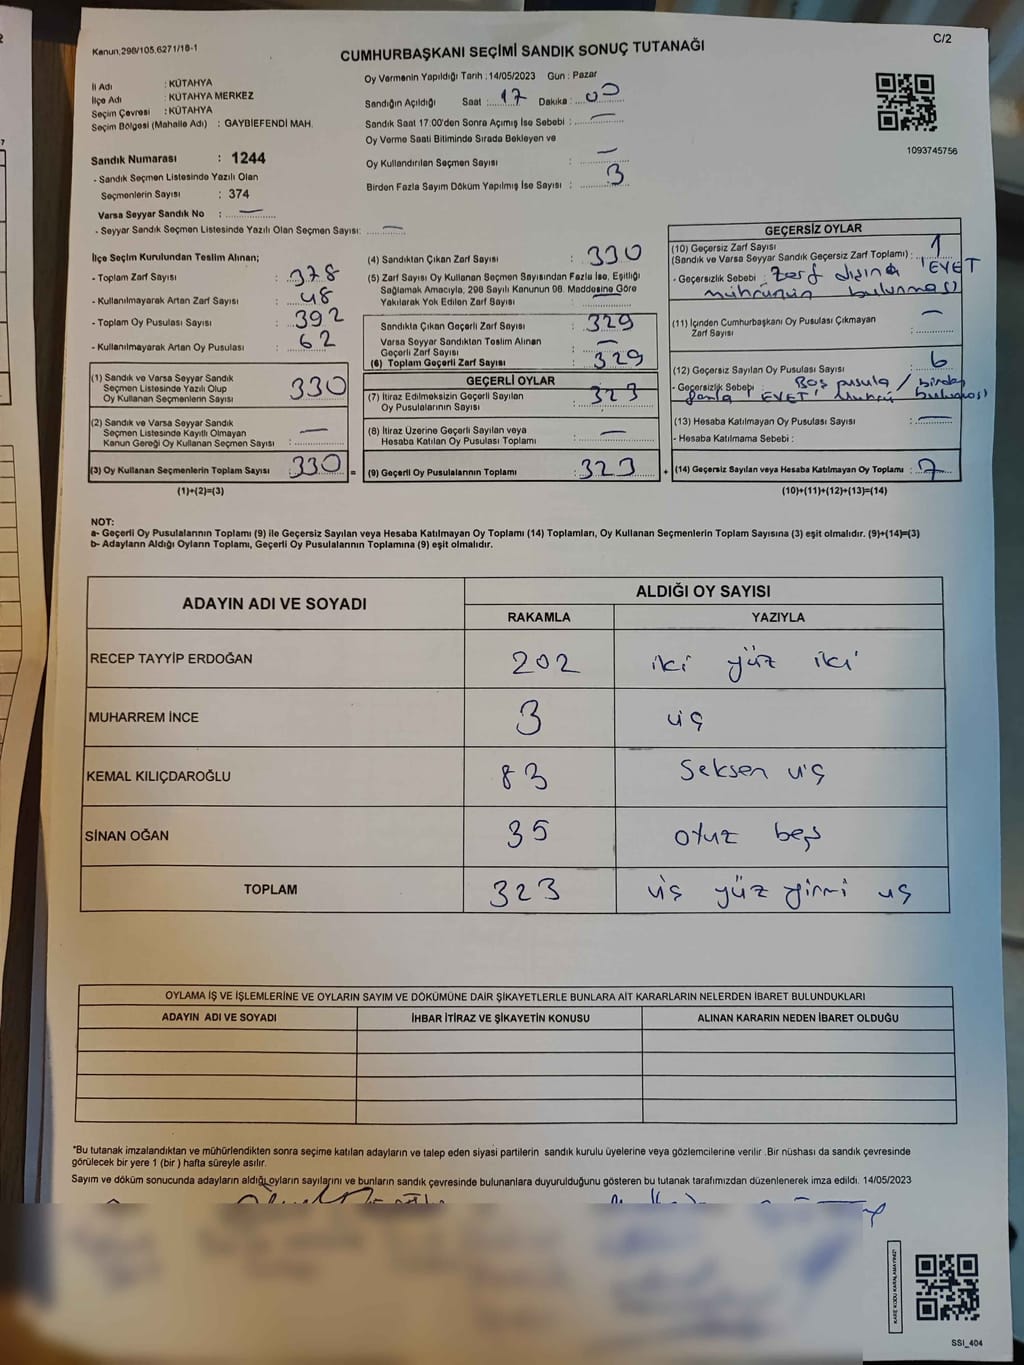 Kanun.298/105,6271/18-1
C/2
CUMHURBAŞKANI SEÇİMİ SANDIK SONUÇ TUTANAĞI
İl Adı : KÜTAHYA
İlçe Adı : KÜTAHYA MERKEZ
Seçim Çevresi : KÜTAHYA
Seçim Bölgesi (Mahalle Adı) : GAYBİEFENDİ MAH.
Sandık Numarası : 1244
- Sandık Seçmen Listesinde Yazılı Olan
Seçmenlerin Sayısı : 374
Varsa Seyyar Sandık No : —
- Seyyar Sandık Seçmen Listesinde Yazılı Olan Seçmen Sayısı: —
Oy Vermenin Yapıldığı Tarih : 14/05/2023 Gün : Pazar
Sandığın Açıldığı Saat : 17 Dakika : 00
Sandık Saat 17:00'den Sonra Açımış İse Sebebi : —
Oy Verme Saati Bitiminde Sırada Bekleyen ve
Oy Kullandırılan Seçmen Sayısı : —
Birden Fazla Sayım Döküm Yapılmış İse Sayısı : 3
1093745756
İlçe Seçim Kurulundan Teslim Alınan;
- Toplam Zarf Sayısı : 378
- Kullanılmayarak Artan Zarf Sayısı : 48
- Toplam Oy Pusulası Sayısı : 392
- Kullanılmayarak Artan Oy Pusulası : 62
(1) Sandık ve Varsa Seyyar Sandık
Seçmen Listesinde Yazılı Olup
Oy Kullanan Seçmenlerin Sayısı 330
(2) Sandık ve Varsa Seyyar Sandık
Seçmen Listesinde Kayıtlı Olmayan
Kanun Gereği Oy Kullanan Seçmen Sayısı : —
(3) Oy Kullanan Seçmenlerin Toplam Sayısı 330 =
(1)+(2)=(3)
(4) Sandıktan Çıkan Zarf Sayısı : 330
(5) Zarf Sayısı Oy Kullanan Seçmen Sayısından Fazla İse, Eşitliği
Sağlamak Amacıyla, 298 Sayılı Kanunun 98. Maddesine Göre
Yakılarak Yok Edilen Zarf Sayısı : —
Sandıkta Çıkan Geçerli Zarf Sayısı : 329
Varsa Seyyar Sandıktan Teslim Alınan
Geçerli Zarf Sayısı : —
(6) Toplam Geçerli Zarf Sayısı : 329
GEÇERLİ OYLAR
(7) İtiraz Edilmeksizin Geçerli Sayılan
Oy Pusulalarının Sayısı : 323
(8) İtiraz Üzerine Geçerli Sayılan veya
Hesaba Katılan Oy Pusulası Toplamı : —
(9) Geçerli Oy Pusulalarının Toplamı : 323 +
GEÇERSİZ OYLAR
(10) Geçersiz Zarf Sayısı
(Sandık ve Varsa Seyyar Sandık Geçersiz Zarf Toplamı) : 1
- Geçersizlik Sebebi : Zarf dışında 'EVET
mührünün bulunması
(11) İçinden Cumhurbaşkanı Oy Pusulası Çıkmayan
Zarf Sayısı : —
(12) Geçersiz Sayılan Oy Pusulası Sayısı : 6
- Geçersizlik Sebebi : Boş pusula / birden
fazla 'EVET' mührü bulunması
(13) Hesaba Katılmayan Oy Pusulası Sayısı : —
- Hesaba Katılmama Sebebi :
(14) Geçersiz Sayılan veya Hesaba Katılmayan Oy Toplamı : 7
(10)+(11)+(12)+(13)=(14)
NOT:
a- Geçerli Oy Pusulalarının Toplamı (9) ile Geçersiz Sayılan veya Hesaba Katılmayan Oy Toplamı (14) Toplamları, Oy Kullanan Seçmenlerin Toplam Sayısına (3) eşit olmalıdır. (9)+(14)=(3)
b- Adayların Aldığı Oyların Toplamı, Geçerli Oy Pusulalarının Toplamına (9) eşit olmalıdır.
ADAYIN ADI VE SOYADI ALDIĞI OY SAYISI
RAKAMLA YAZIYLA
RECEP TAYYİP ERDOĞAN 202 iki yüz iki
MUHARREM İNCE 3 üç
KEMAL KILIÇDAROĞLU 83 Seksen üç
SİNAN OĞAN 35 otuz beş
TOPLAM 323 üç yüz yirmi üç
OYLAMA İŞ VE İŞLEMLERİNE VE OYLARIN SAYIM VE DÖKÜMÜNE DAİR ŞİKAYETLERLE BUNLARA AİT KARARLARIN NELERDEN İBARET BULUNDUKLARI
ADAYIN ADI VE SOYADI İHBAR İTİRAZ VE ŞİKAYETİN KONUSU ALINAN KARARIN NEDEN İBARET OLDUĞU
*Bu tutanak imzalandıktan ve mühürlendikten sonra seçime katılan adayların ve talep eden siyasi partilerin sandık kurulu üyelerine veya gözlemcilerine verilir .Bir nüshası da sandık çevresinde
görülecek bir yere 1 (bir ) hafta süreyle asılır.
Sayım ve döküm sonucunda adayların aldığı oyların sayılarını ve bunların sandık çevresinde bulunanlara duyurulduğunu gösteren bu tutanak tarafımızdan düzenlenerek imza edildi. 14/05/2023
KARE KODU KARALAMAYINIZ!
SSI_404